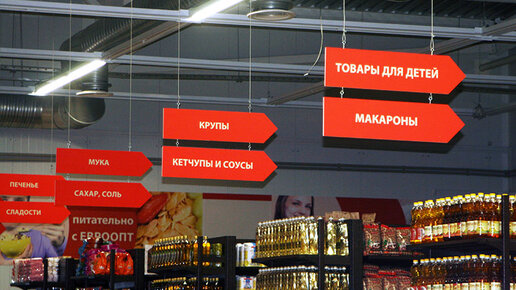 ТОВАРЫ ДЛЯ ДЕТЕЙ
МАКАРОНЫ
КРУПЫ
КЕТЧУПЫ И СОУСЫ
МУКА
САХАР, СОЛЬ
ПЕЧЕНЬЕ
СЛАДОСТИ
питательно
с ЕВРООПТ